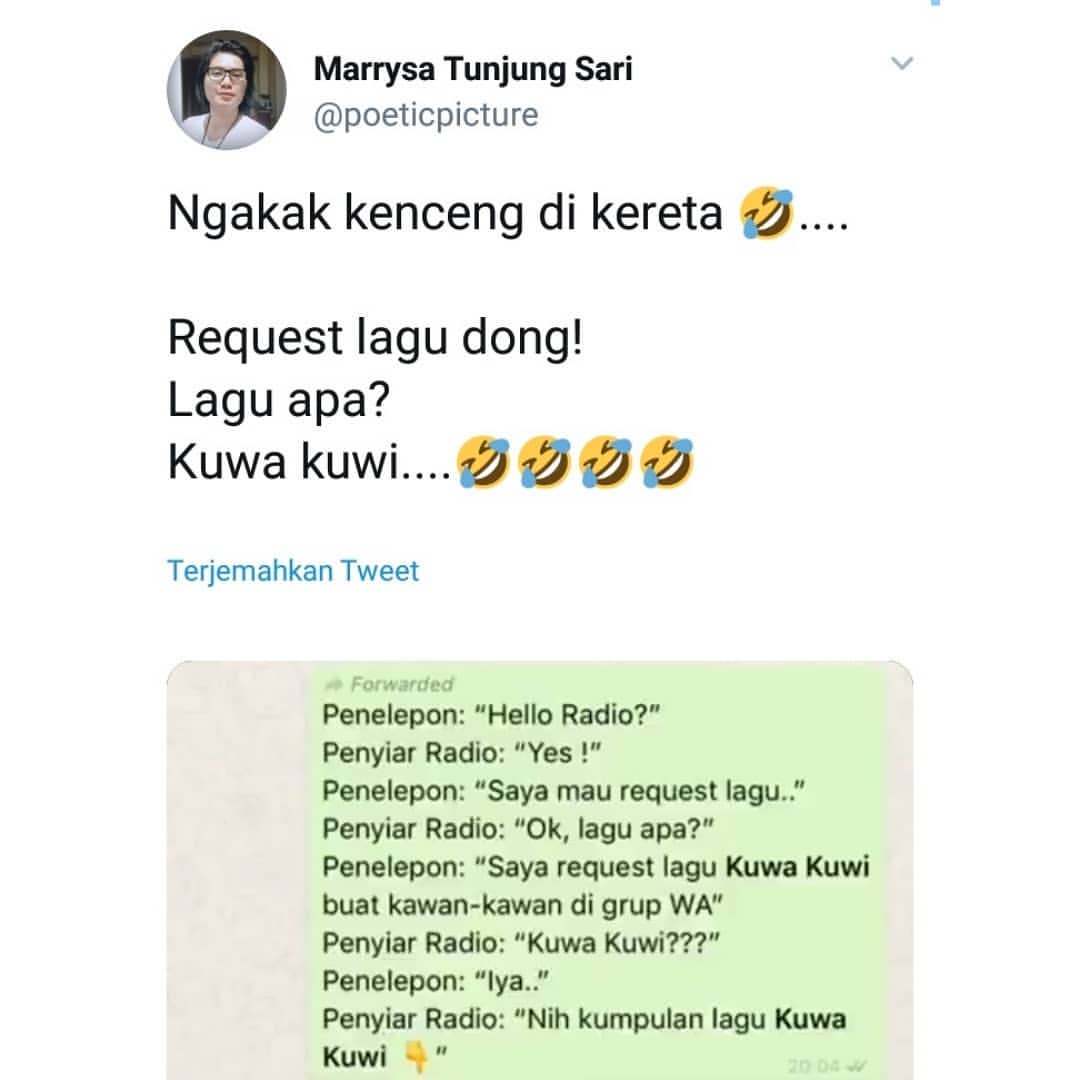 Marrysa Tunjung Sari
@poeticpicture
Ngakak kenceng di kereta 🤣....
Request lagu dong!
Lagu apa?
Kuwa kuwi....🤣🤣🤣🤣
Terjemahkan Tweet
Forwarded
Penelepon: “Hello Radio?”
Penyiar Radio: “Yes !”
Penelepon: “Saya mau request lagu..”
Penyiar Radio: “Ok, lagu apa?”
Penelepon: “Saya request lagu Kuwa Kuwi
buat kawan-kawan di grup WA”
Penyiar Radio: “Kuwa Kuwi???”
Penelepon: “Iya..”
Penyiar Radio: “Nih kumpulan lagu Kuwa
Kuwi 👇 ”
20:04